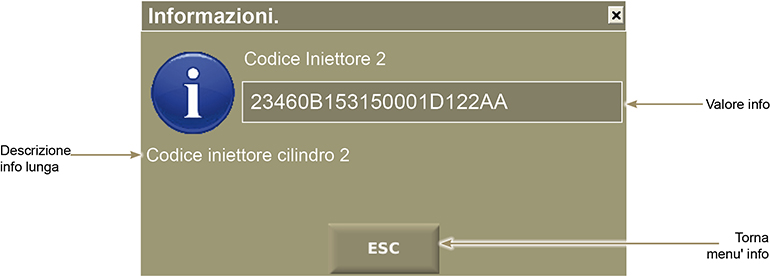 Informazioni.
Codice Iniettore 2
23460B153150001D122AA
Valore info
Descrizione
info lunga
Codice iniettore cilindro 2
ESC
Torna
menu' info